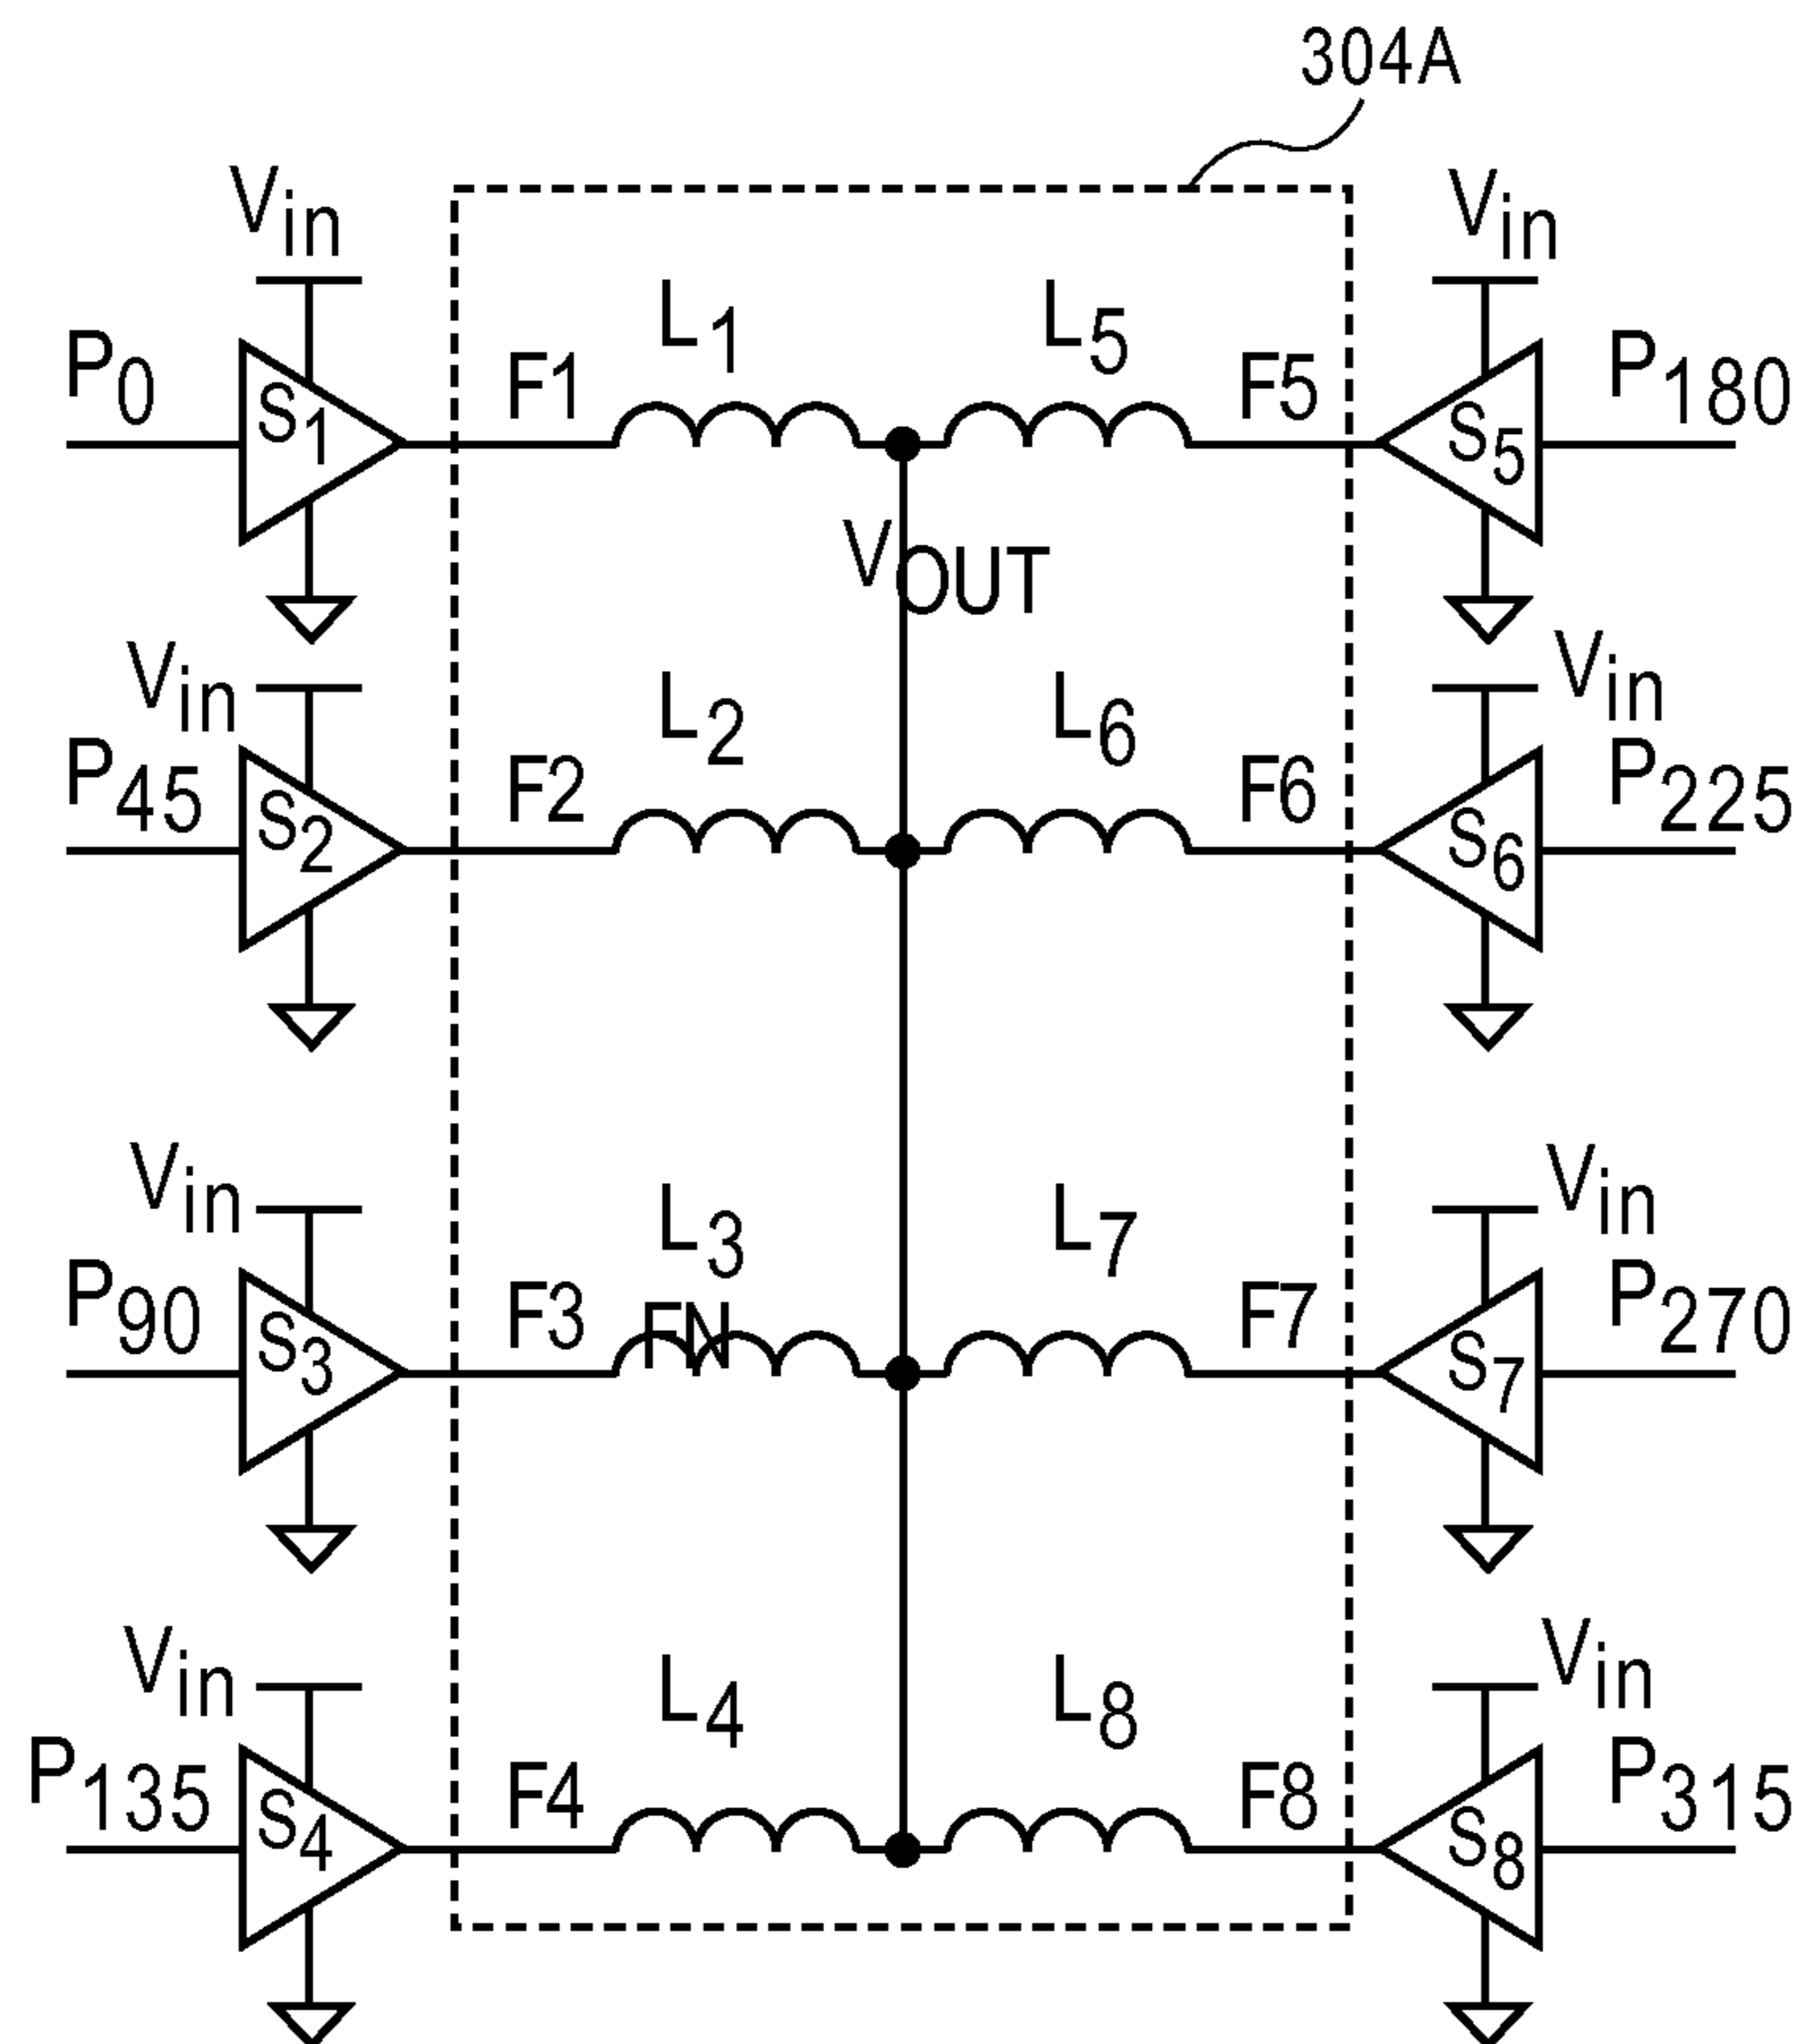 304A
Vin Vin
L1 L5
P0 S1 F1 F5 S5 P180
VOUT
Vin L2 L6 Vin
P45 S2 F2 F6 S6 P225
Vin L3 L7 Vin
P90 S3 F3 FN F7 S7 P270
Vin L4 L8 Vin
P135 S4 F4 F8 S8 P315